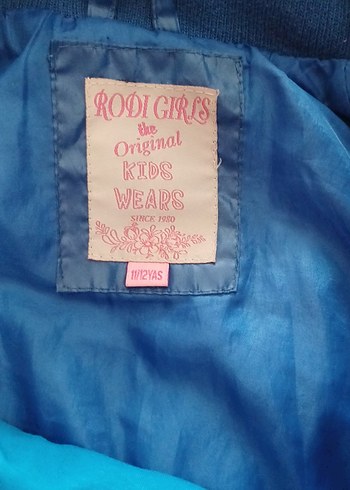 RODI GIRLS
the
Original
KIDS
WEARS
SINCE 1980
11/12YAS